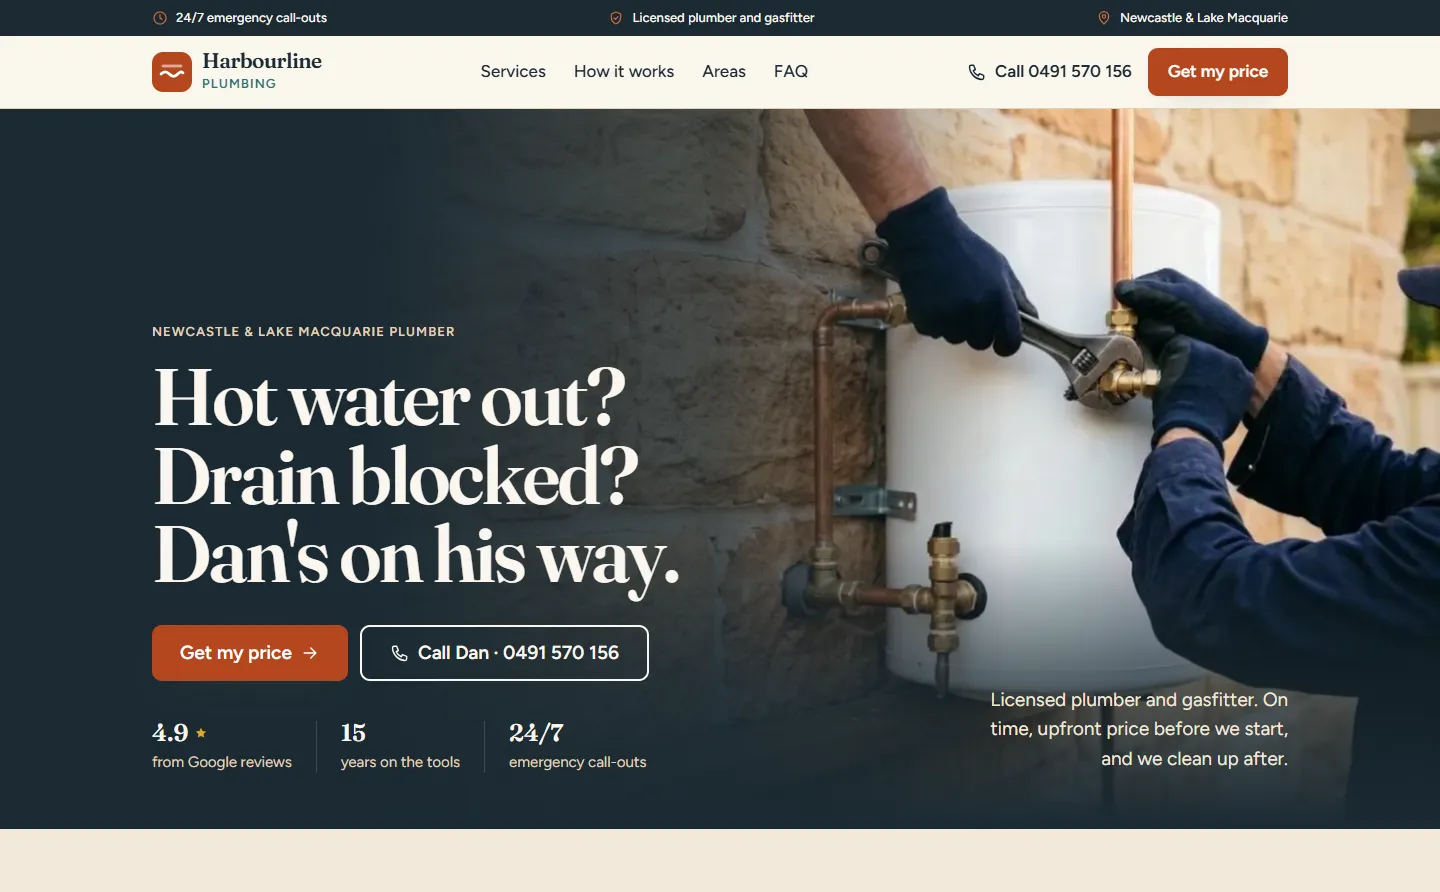 24/7 emergency call-outs
Licensed plumber and gasfitter
Newcastle & Lake Macquarie
Harbourline
PLUMBING
Services
How it works
Areas
FAQ
Call 0491 570 156
Get my price
NEWCASTLE & LAKE MACQUARIE PLUMBER
Hot water out?
Drain blocked?
Dan's on his way.
Get my price
Call Dan · 0491 570 156
4.9
from Google reviews
15
years on the tools
24/7
emergency call-outs
Licensed plumber and gasfitter. On
time, upfront price before we start,
and we clean up after.